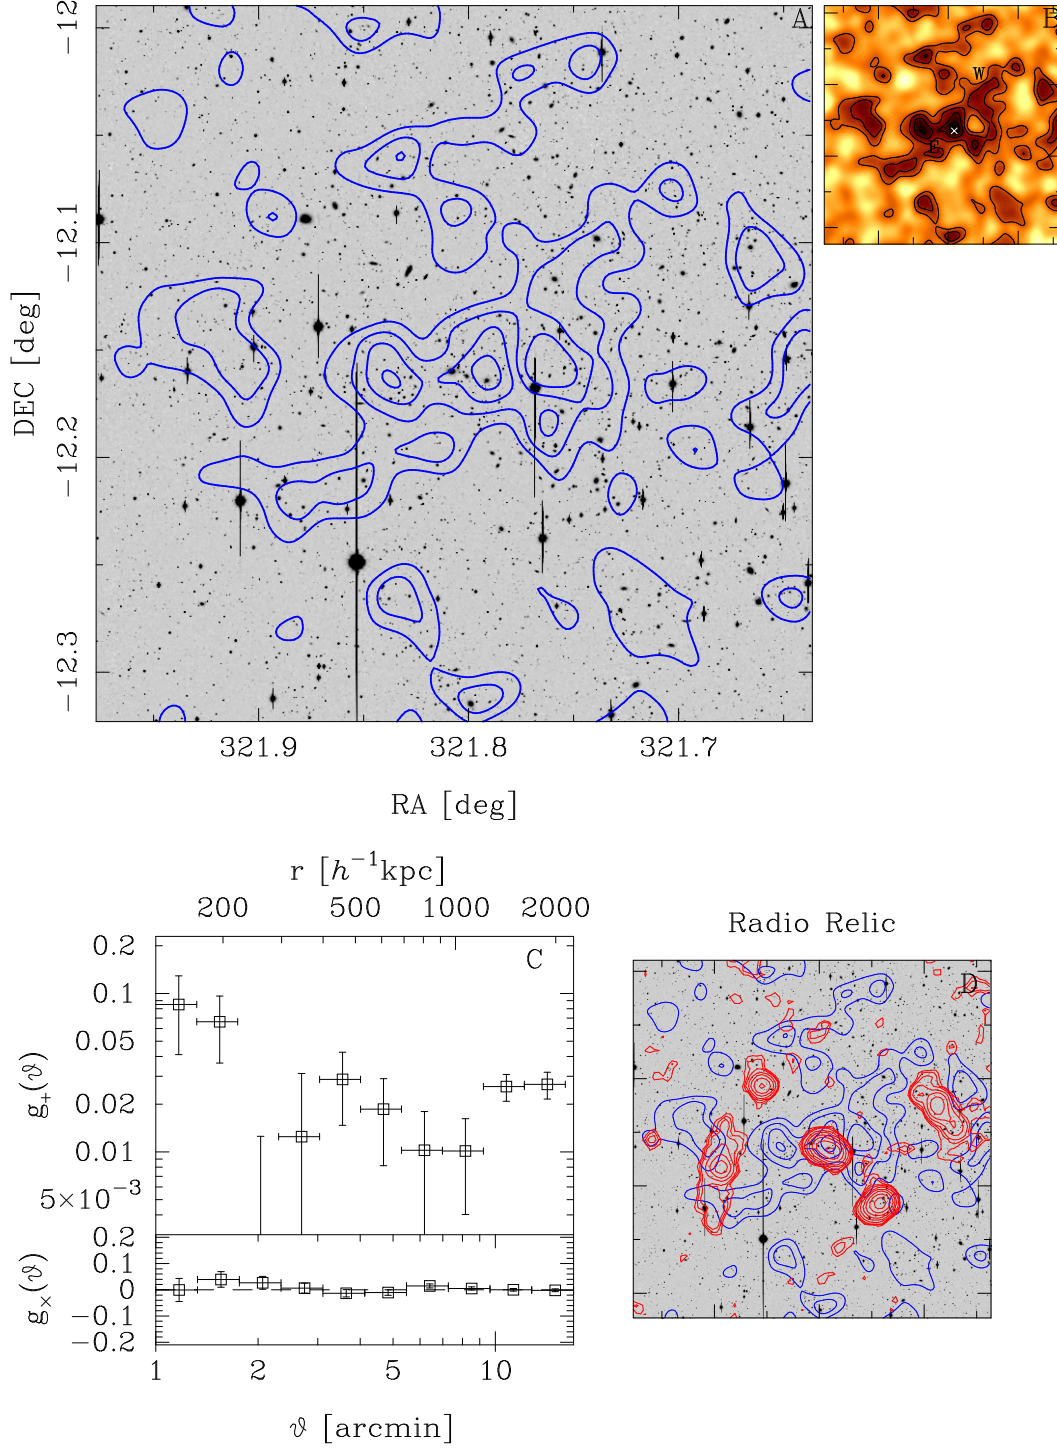 A
B
W
E
-12
-12.1
-12.2
-12.3
DEC [deg]
321.9 321.8 321.7
RA [deg]
r [h⁻¹kpc]
200 500 1000 2000
C
0.2
0.1
0.05
0.02
0.01
5×10⁻³
g₊(ϑ)
0.2
0.1
0
-0.1
-0.2
gₓ(ϑ)
1 2 5 10
ϑ [arcmin]
Radio Relic
D